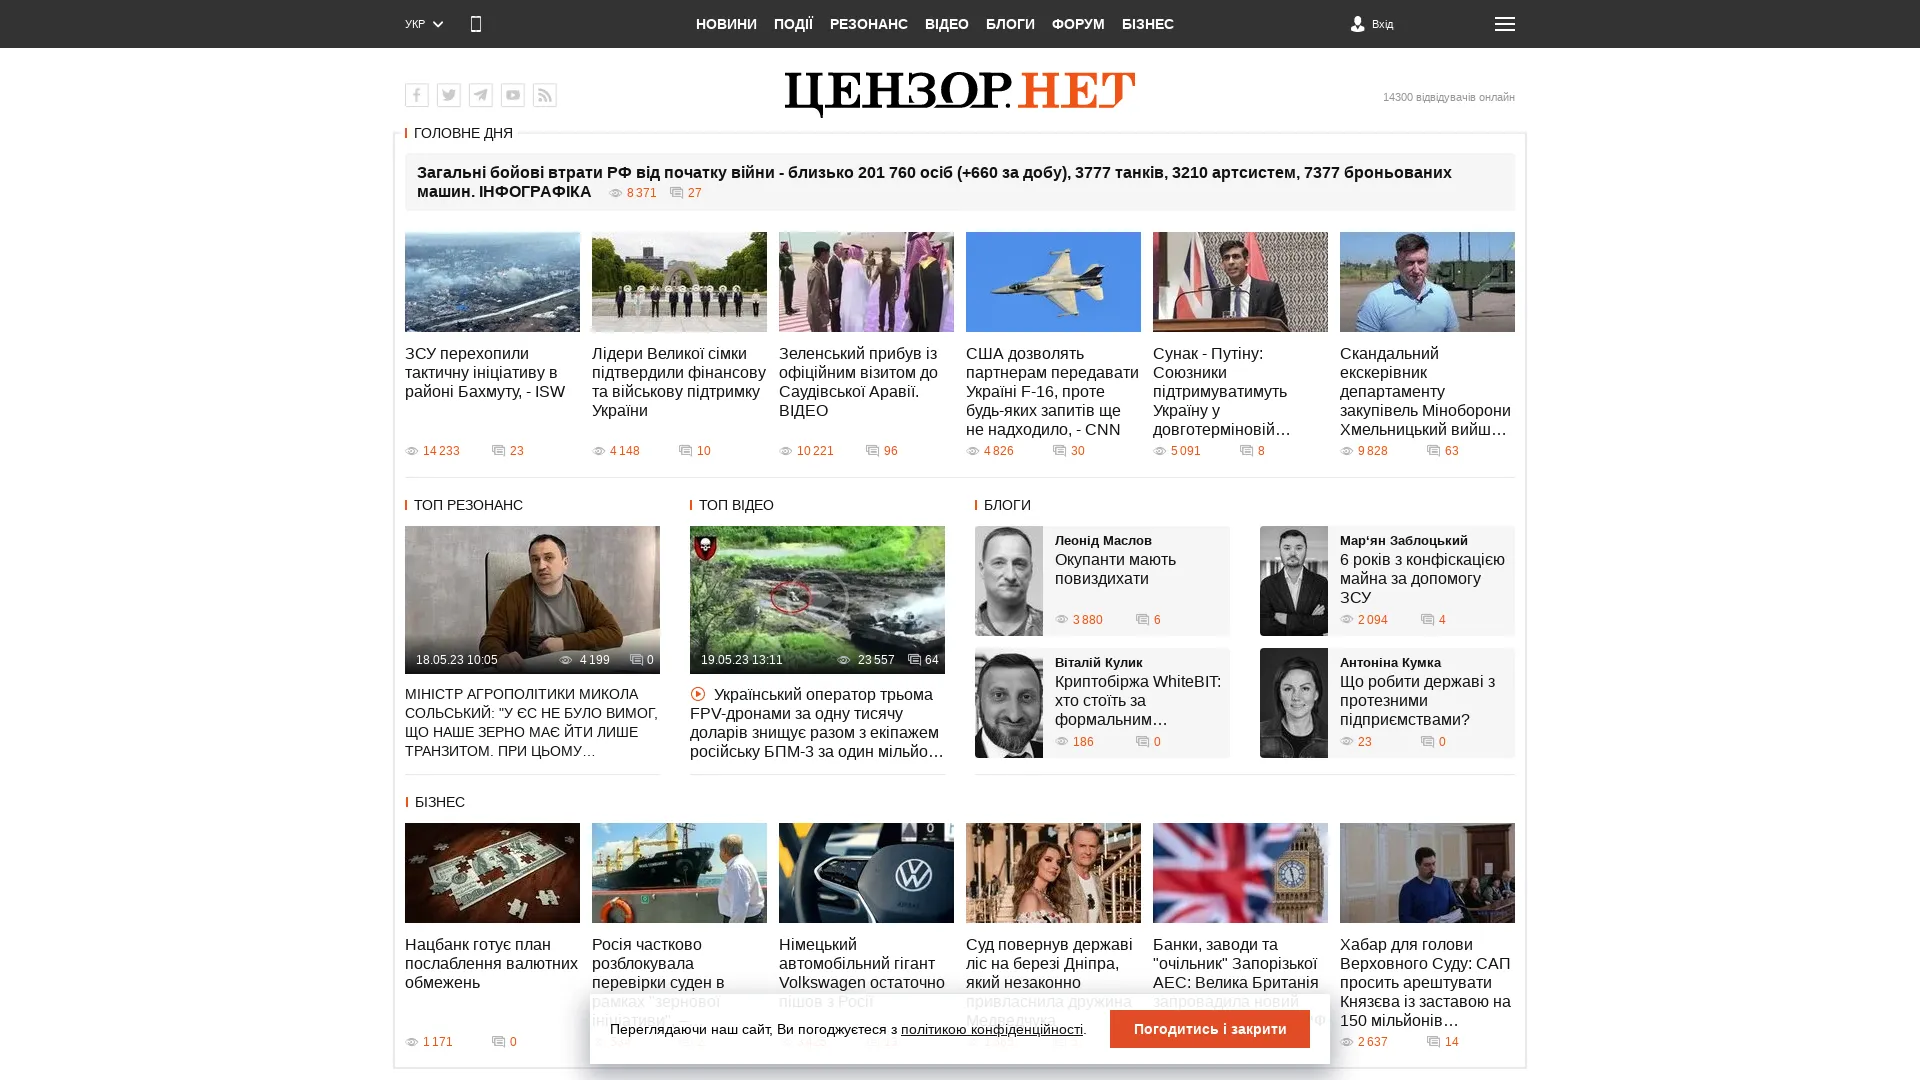 УКР
НОВИНИ ПОДІЇ РЕЗОНАНС ВІДЕО БЛОГИ ФОРУМ БІЗНЕС
Вхід
ЦЕНЗОР.НЕТ
14300 відвідувачів онлайн
ГОЛОВНЕ ДНЯ
Загальні бойові втрати РФ від початку війни - близько 201 760 осіб (+660 за добу), 3777 танків, 3210 артсистем, 7377 броньованих
машин. ІНФОГРАФІКА 8 371 27
ЗСУ перехопили
тактичну ініціативу в
районі Бахмуту, - ISW
14 233 23
Лідери Великої сімки
підтвердили фінансову
та військову підтримку
України
4 148 10
Зеленський прибув із
офіційним візитом до
Саудівської Аравії.
ВІДЕО
10 221 96
США дозволять
партнерам передавати
Україні F-16, проте
будь-яких запитів ще
не надходило, - CNN
4 826 30
Сунак - Путіну:
Союзники
підтримуватимуть
Україну у
довготерміновій…
5 091 8
Скандальний
екскерівник
департаменту
закупівель Міноборони
Хмельницький вийш…
9 828 63
ТОП РЕЗОНАНС
18.05.23 10:05 4 199 0
МІНІСТР АГРОПОЛІТИКИ МИКОЛА
СОЛЬСЬКИЙ: "У ЄС НЕ БУЛО ВИМОГ,
ЩО НАШЕ ЗЕРНО МАЄ ЙТИ ЛИШЕ
ТРАНЗИТОМ. ПРИ ЦЬОМУ…
ТОП ВІДЕО
19.05.23 13:11 23 557 64
Український оператор трьома
FPV-дронами за одну тисячу
доларів знищує разом з екіпажем
російську БПМ-3 за один мільйо…
БЛОГИ
Леонід Маслов
Окупанти мають
повиздихати
3 880 6
Мар‘ян Заблоцький
6 років з конфіскацією
майна за допомогу
ЗСУ
2 094 4
Віталій Кулик
Криптобіржа WhiteBIT:
хто стоїть за
формальним…
186 0
Антоніна Кумка
Що робити державі з
протезними
підприємствами?
23 0
БІЗНЕС
Нацбанк готує план
послаблення валютних
обмежень
1 171 0
Росія частково
розблокувала
перевірки суден в
рамках "зернової
ініціативи", –
Німецький
автомобільний гігант
Volkswagen остаточно
пішов з Росії
Суд повернув державі
ліс на березі Дніпра,
який незаконно
привласнила дружина
Медведчука
Банки, заводи та
"очільник" Запорізької
АЕС: Велика Британія
запровадила новий
Хабар для голови
Верховного Суду: САП
просить арештувати
Князєва із заставою на
150 мільйонів…
2 637 14
Переглядаючи наш сайт, Ви погоджуєтеся з політикою конфіденційності.
Погодитись і закрити